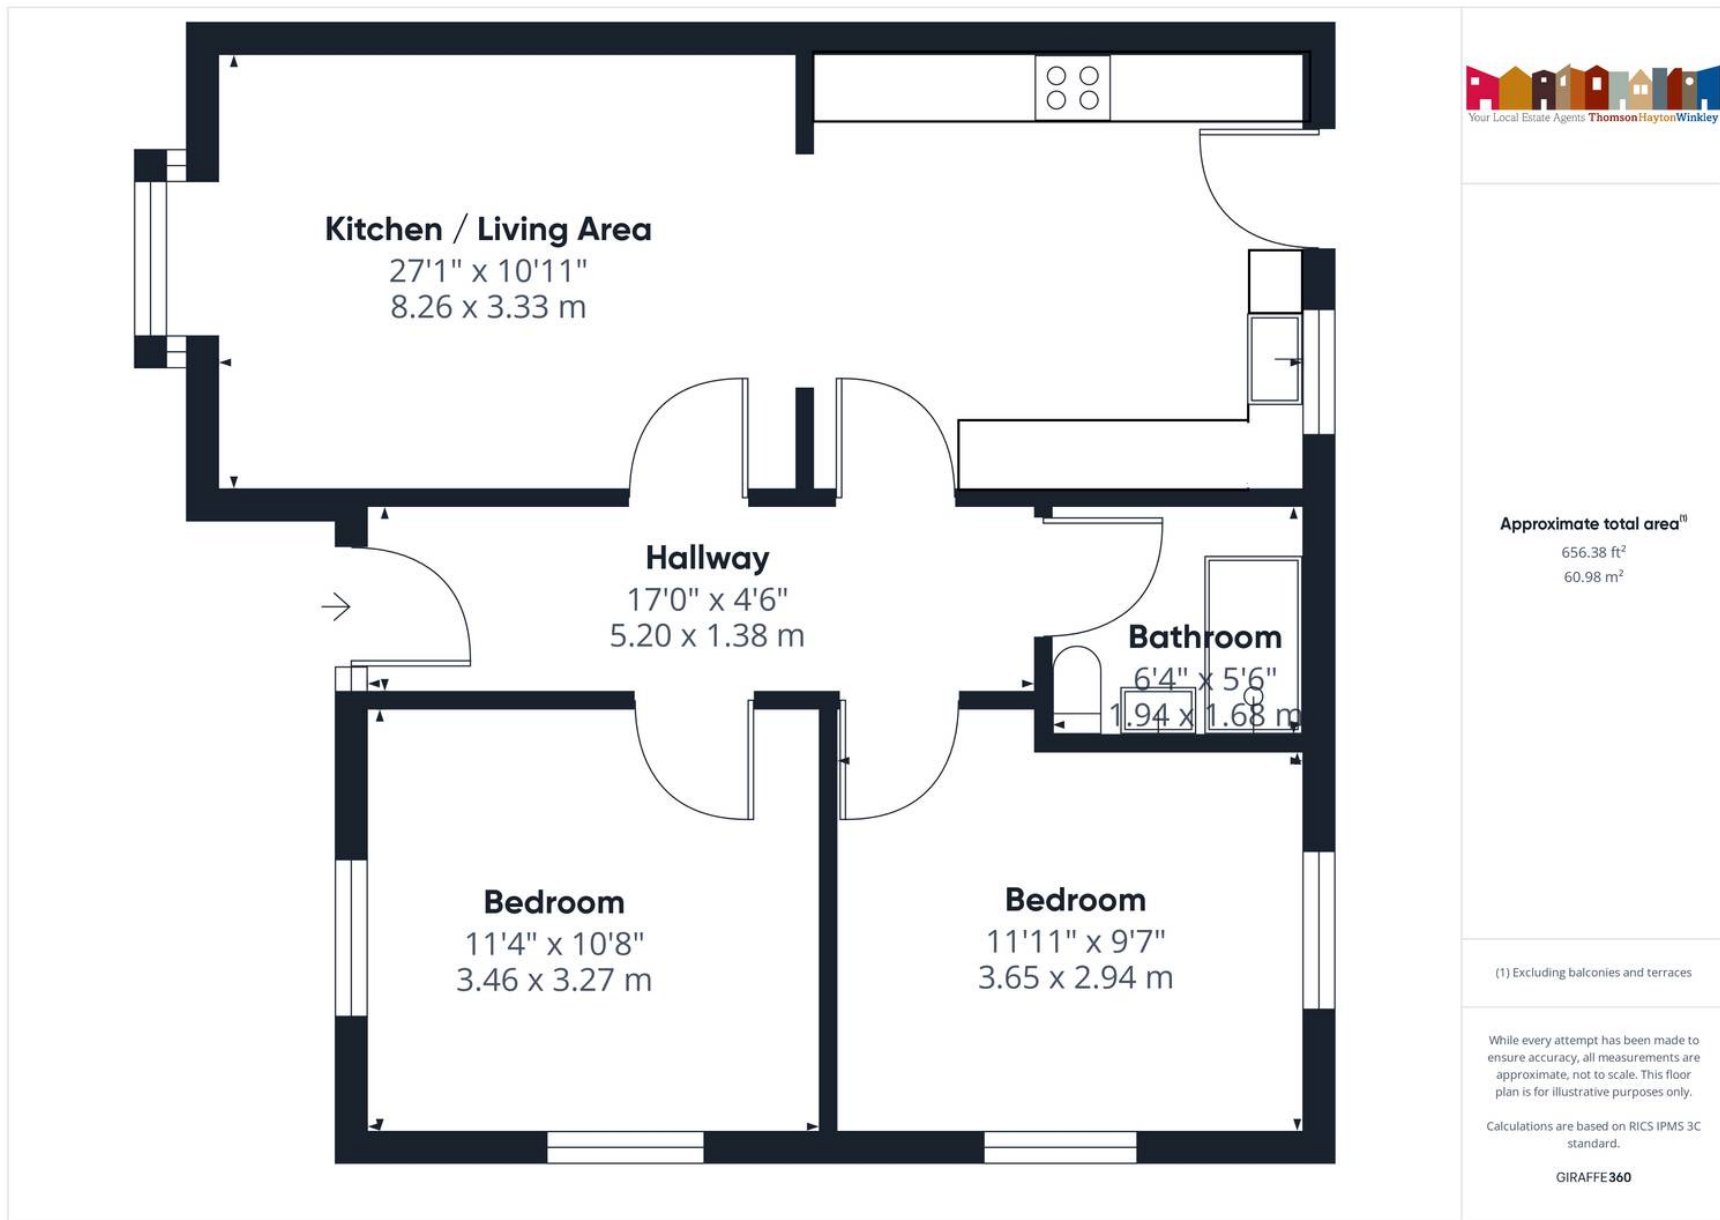 Kitchen / Living Area
27'1" x 10'11"
8.26 x 3.33 m
Hallway
17'0" x 4'6"
5.20 x 1.38 m
Bathroom
6'4" x 5'6"
1.94 x 1.68 m
Bedroom
11'4" x 10'8"
3.46 x 3.27 m
Bedroom
11'11" x 9'7"
3.65 x 2.94 m
Your Local Estate Agents ThomsonHaytonWinkley
Approximate total area(1)
656.38 ft²
60.98 m²
(1) Excluding balconies and terraces
While every attempt has been made to
ensure accuracy, all measurements are
approximate, not to scale. This floor
plan is for illustrative purposes only.
Calculations are based on RICS IPMS 3C
standard.
GIRAFFE360